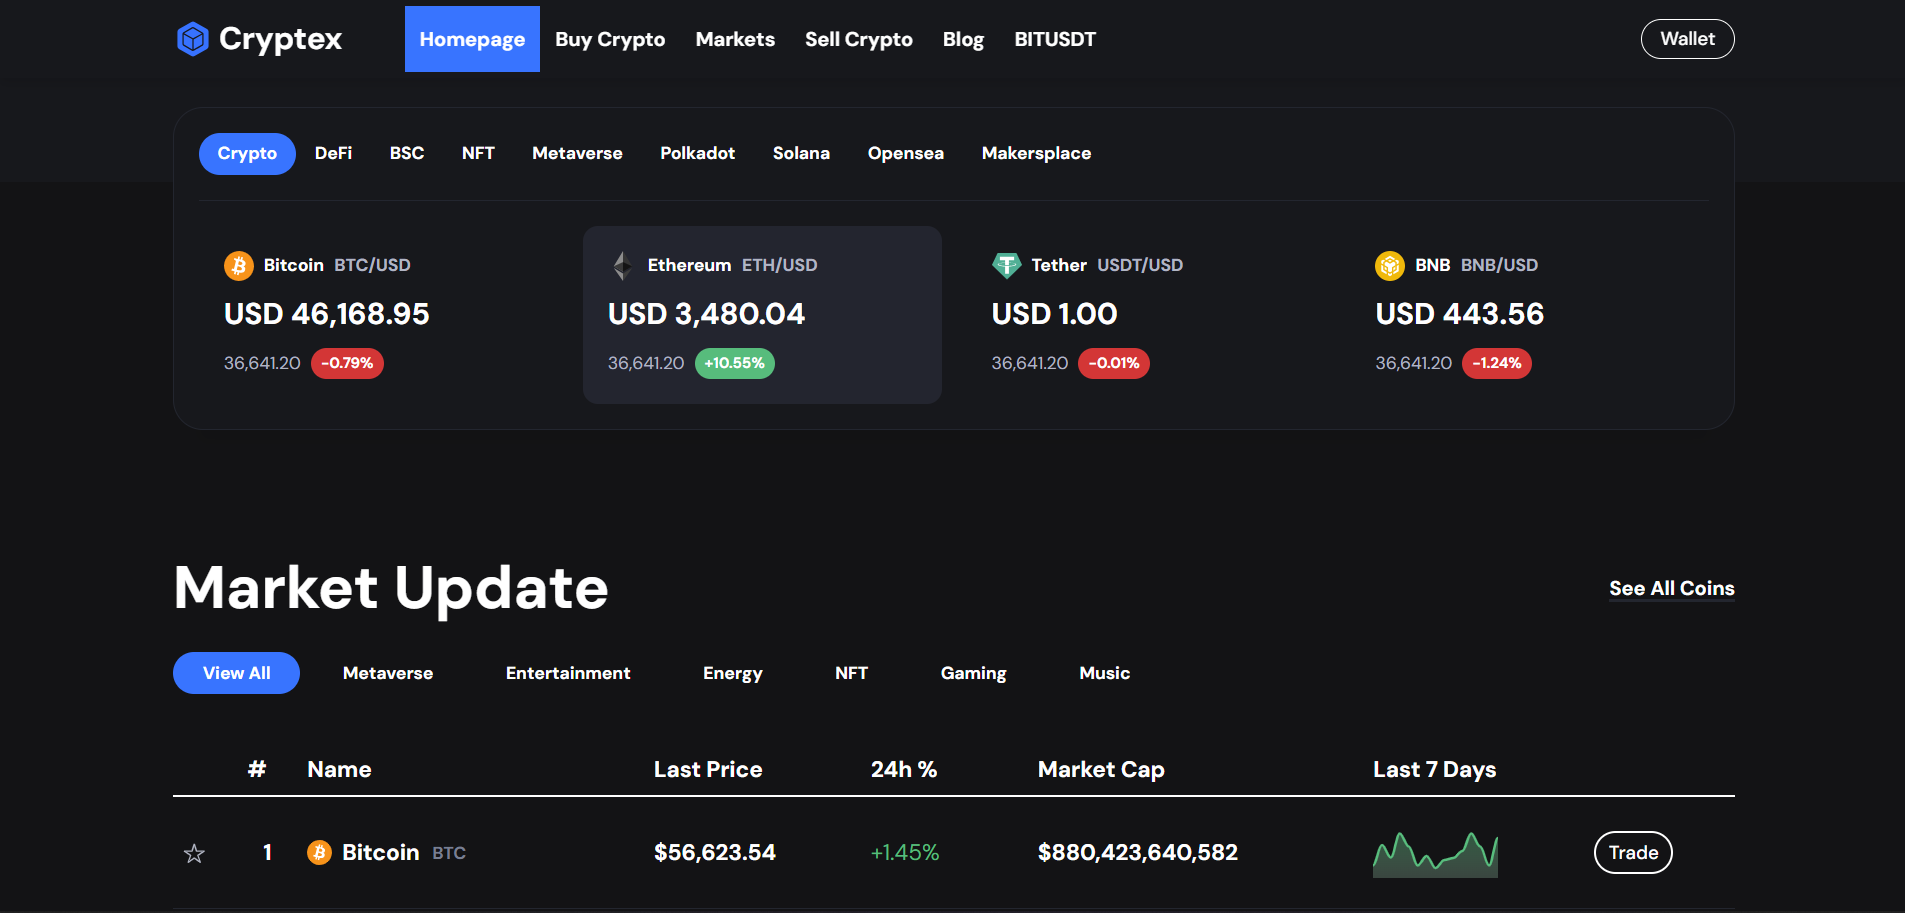 Cryptex Homepage Buy Crypto Markets Sell Crypto Blog BITUSDT Wallet
Crypto DeFi BSC NFT Metaverse Polkadot Solana Opensea Makersplace
Bitcoin BTC/USD Ethereum ETH/USD Tether USDT/USD BNB BNB/USD
USD 46,168.95 USD 3,480.04 USD 1.00 USD 443.56
36,641.20 -0.79% 36,641.20 +10.55% 36,641.20 -0.01% 36,641.20 -1.24%
Market Update See All Coins
View All Metaverse Entertainment Energy NFT Gaming Music
# Name Last Price 24h % Market Cap Last 7 Days
1 Bitcoin BTC $56,623.54 +1.45% $880,423,640,582 Trade